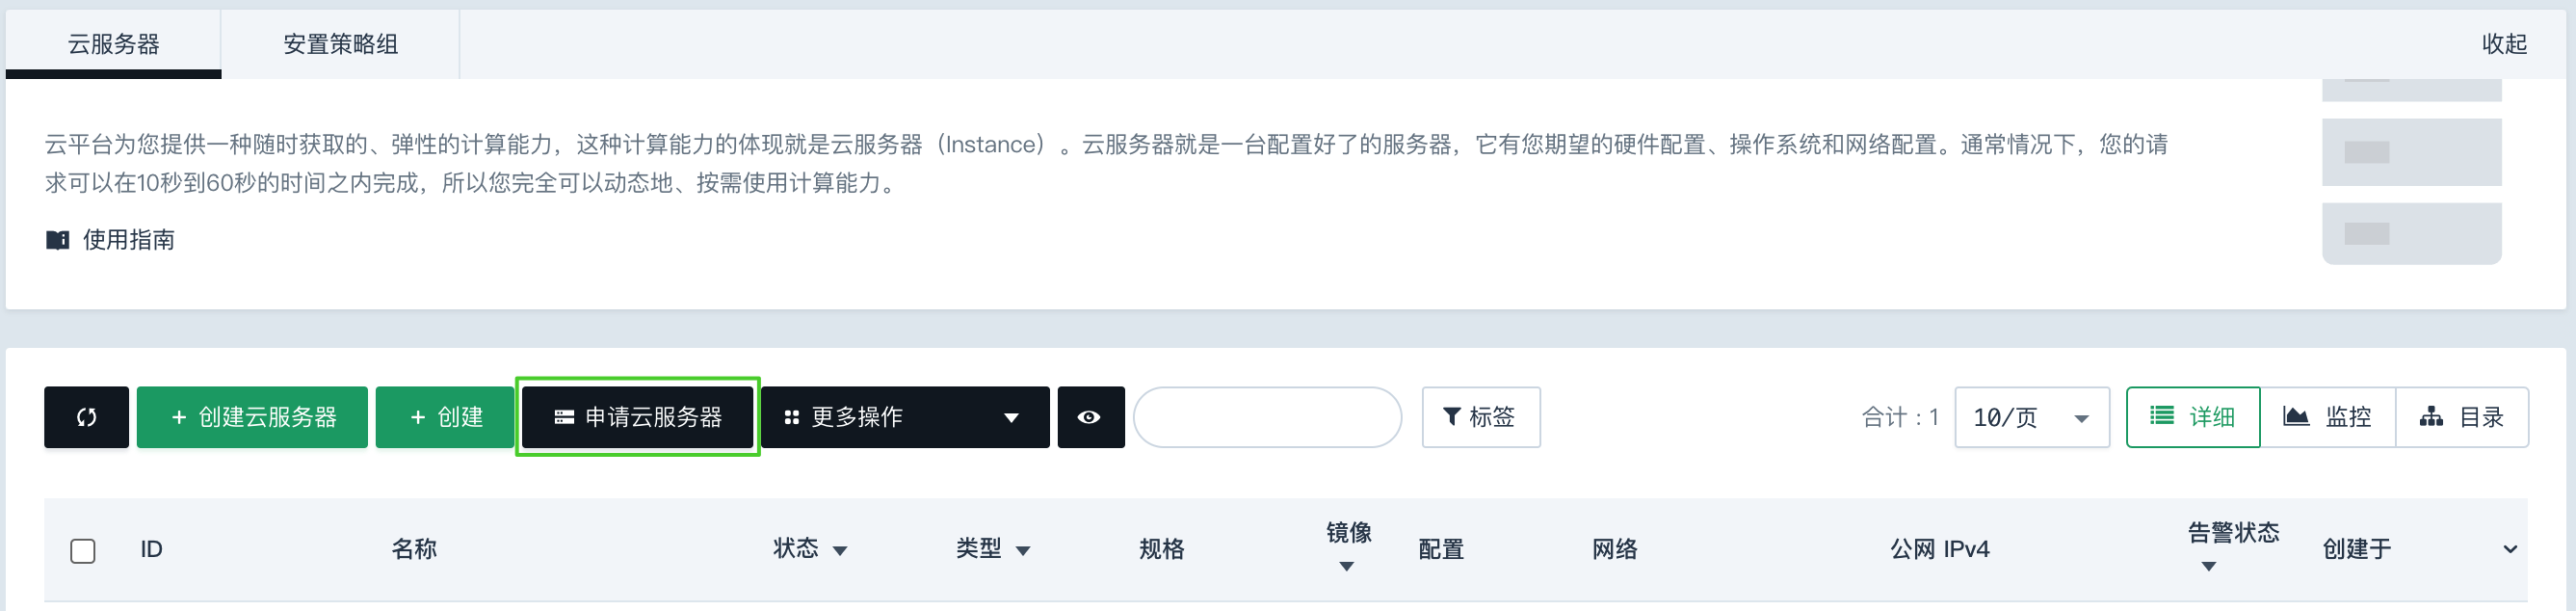 云服务器
安置策略组
收起
云平台为您提供一种随时获取的、弹性的计算能力，这种计算能力的体现就是云服务器（Instance）。云服务器就是一台配置好了的服务器，它有您期望的硬件配置、操作系统和网络配置。通常情况下，您的请
求可以在10秒到60秒的时间之内完成，所以您完全可以动态地、按需使用计算能力。
使用指南
+ 创建云服务器
+ 创建
申请云服务器
更多操作
标签
合计：1
10/页
详细
监控
目录
ID
名称
状态
类型
规格
镜像
配置
网络
公网 IPv4
告警状态
创建于